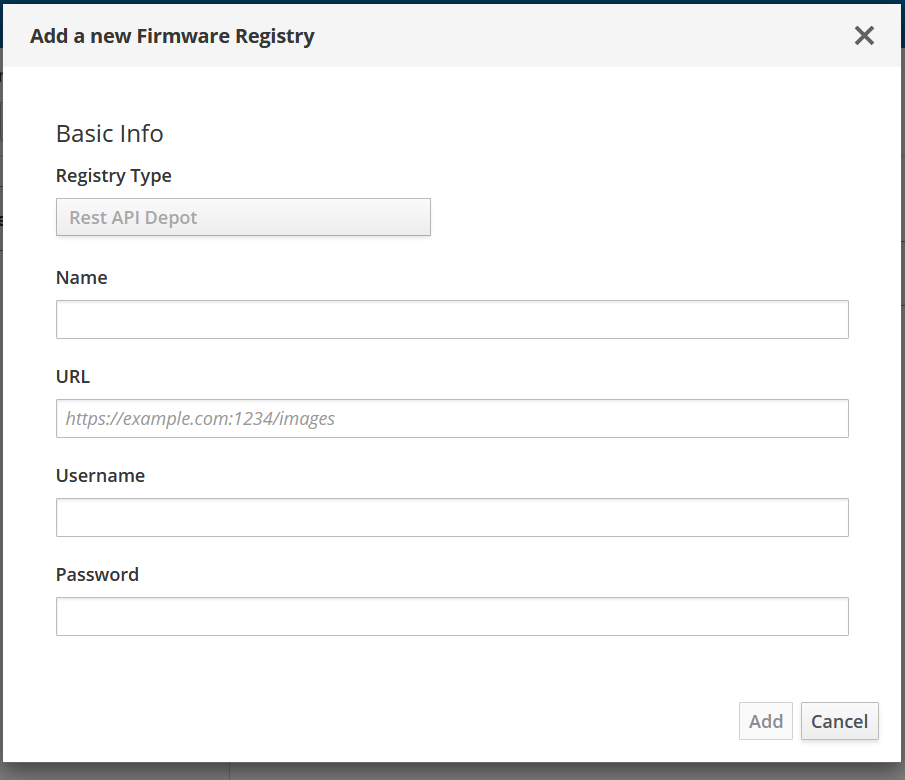 Add a new Firmware Registry
Basic Info
Registry Type
Rest API Depot
Name
URL
https://example.com:1234/images
Username
Password
Add Cancel